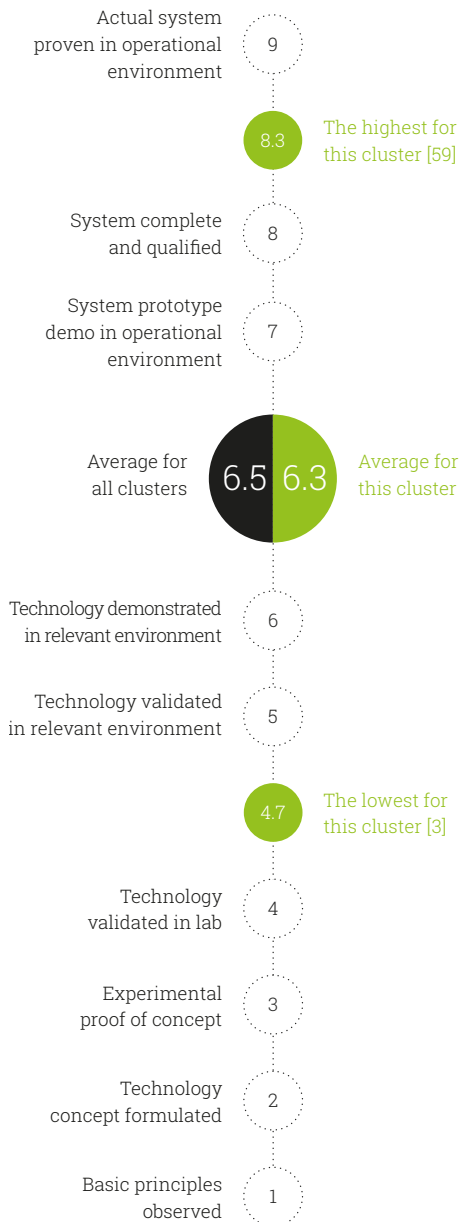 Actual system
proven in operational
environment
9
8.3
The highest for
this cluster [59]
System complete
and qualified
8
System prototype
demo in operational
environment
7
Average for
all clusters
6.5
6.3
Average for
this cluster
Technology demonstrated
in relevant environment
6
Technology validated
in relevant environment
5
4.7
The lowest for
this cluster [3]
Technology
validated in lab
4
Experimental
proof of concept
3
Technology
concept formulated
2
Basic principles
observed
1